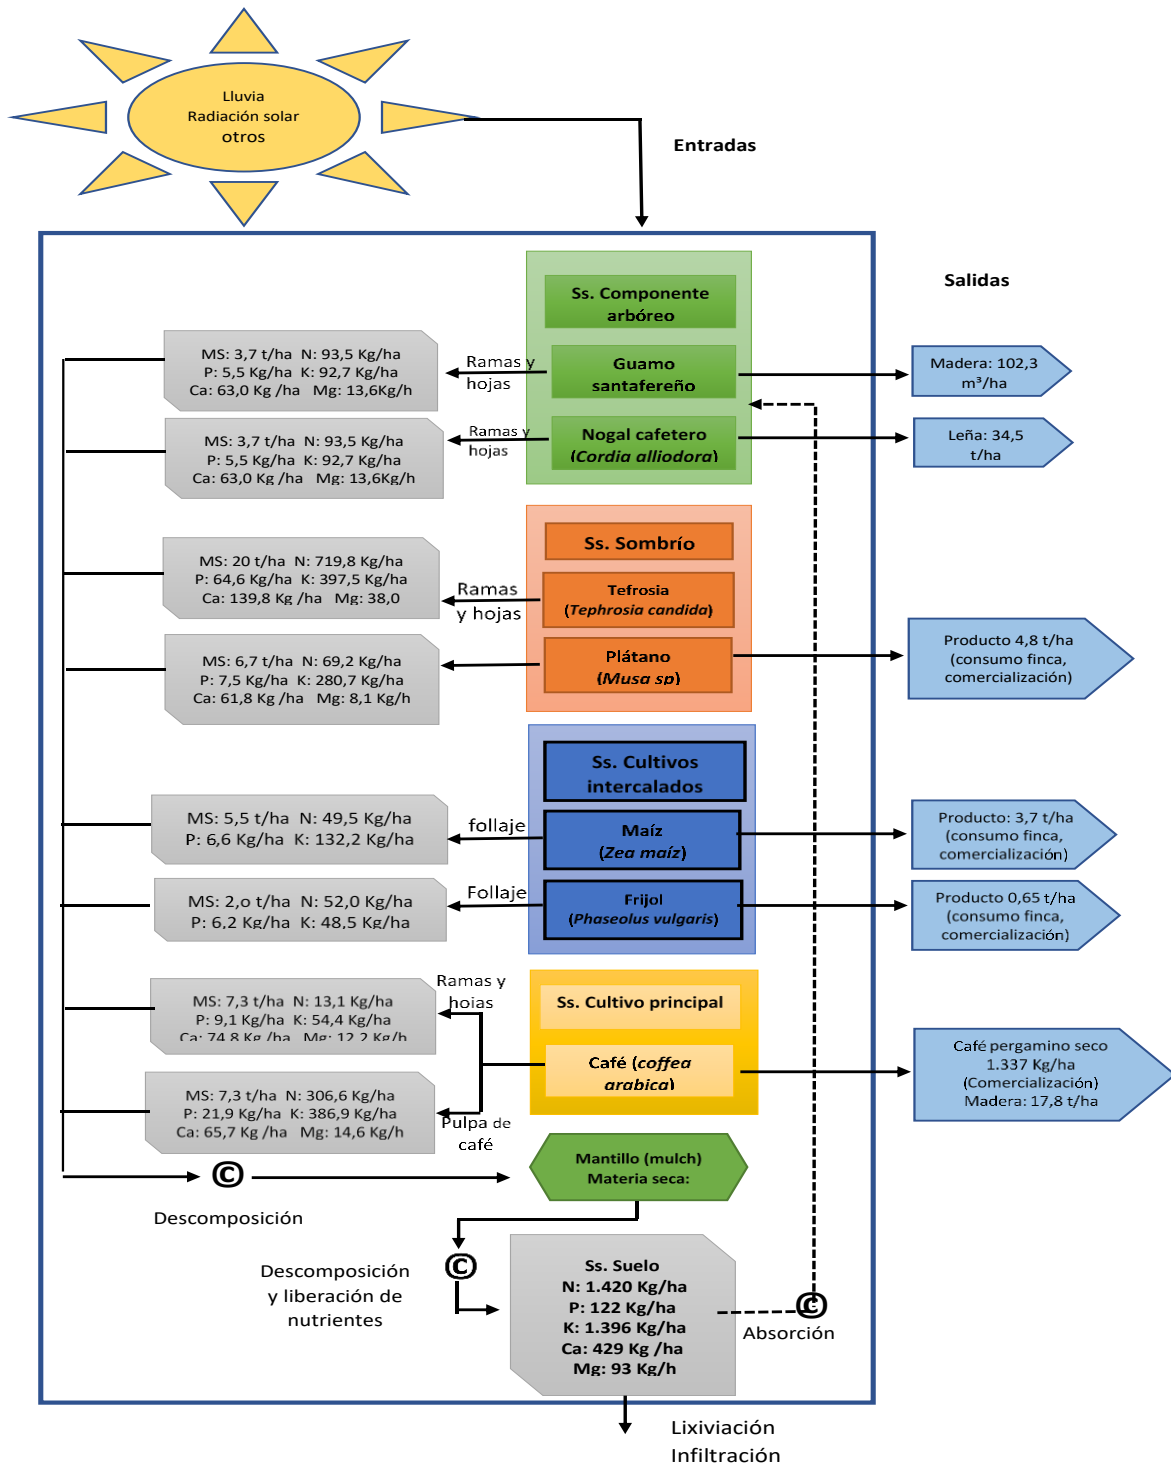 Lluvia
Radiación solar
otros
Entradas
Salidas
Ss. Componente
arbóreo
MS: 3,7 t/ha N: 93,5 Kg/ha
P: 5,5 Kg/ha K: 92,7 Kg/ha
Ca: 63,0 Kg /ha Mg: 13,6Kg/h
Ramas y
hojas
Guamo
santafereño
Madera: 102,3
m³/ha
MS: 3,7 t/ha N: 93,5 Kg/ha
P: 5,5 Kg/ha K: 92,7 Kg/ha
Ca: 63,0 Kg /ha Mg: 13,6Kg/h
Ramas y
hojas
Nogal cafetero
(Cordia alliodora)
Leña: 34,5
t/ha
Ss. Sombrío
MS: 20 t/ha N: 719,8 Kg/ha
P: 64,6 Kg/ha K: 397,5 Kg/ha
Ca: 139,8 Kg /ha Mg: 38,0
Ramas
y hojas
Tefrosia
(Tephrosia candida)
MS: 6,7 t/ha N: 69,2 Kg/ha
P: 7,5 Kg/ha K: 280,7 Kg/ha
Ca: 61,8 Kg /ha Mg: 8,1 Kg/h
Plátano
(Musa sp)
Producto 4,8 t/ha
(consumo finca,
comercialización)
Ss. Cultivos
intercalados
MS: 5,5 t/ha N: 49,5 Kg/ha
P: 6,6 Kg/ha K: 132,2 Kg/ha
follaje
Maíz
(Zea maíz)
Producto: 3,7 t/ha
(consumo finca,
comercialización)
MS: 2,o t/ha N: 52,0 Kg/ha
P: 6,2 Kg/ha K: 48,5 Kg/ha
Follaje
Frijol
(Phaseolus vulgaris)
Producto 0,65 t/ha
(consumo finca,
comercialización)
Ss. Cultivo principal
MS: 7,3 t/ha N: 13,1 Kg/ha
P: 9,1 Kg/ha K: 54,4 Kg/ha
Ca: 74,8 Kg /ha Mg: 12,2 Kg/h
Ramas y
hojas
Café (coffea
arabica)
Café pergamino seco
1.337 Kg/ha
(Comercialización)
Madera: 17,8 t/ha
MS: 7,3 t/ha N: 306,6 Kg/ha
P: 21,9 Kg/ha K: 386,9 Kg/ha
Ca: 65,7 Kg /ha Mg: 14,6 Kg/h
Pulpa de
café
©
Descomposición
Mantillo (mulch)
Materia seca:
©
Descomposición
y liberación de
nutrientes
Ss. Suelo
N: 1.420 Kg/ha
P: 122 Kg/ha
K: 1.396 Kg/ha
Ca: 429 Kg /ha
Mg: 93 Kg/h
©
Absorción
Lixiviación
Infiltración